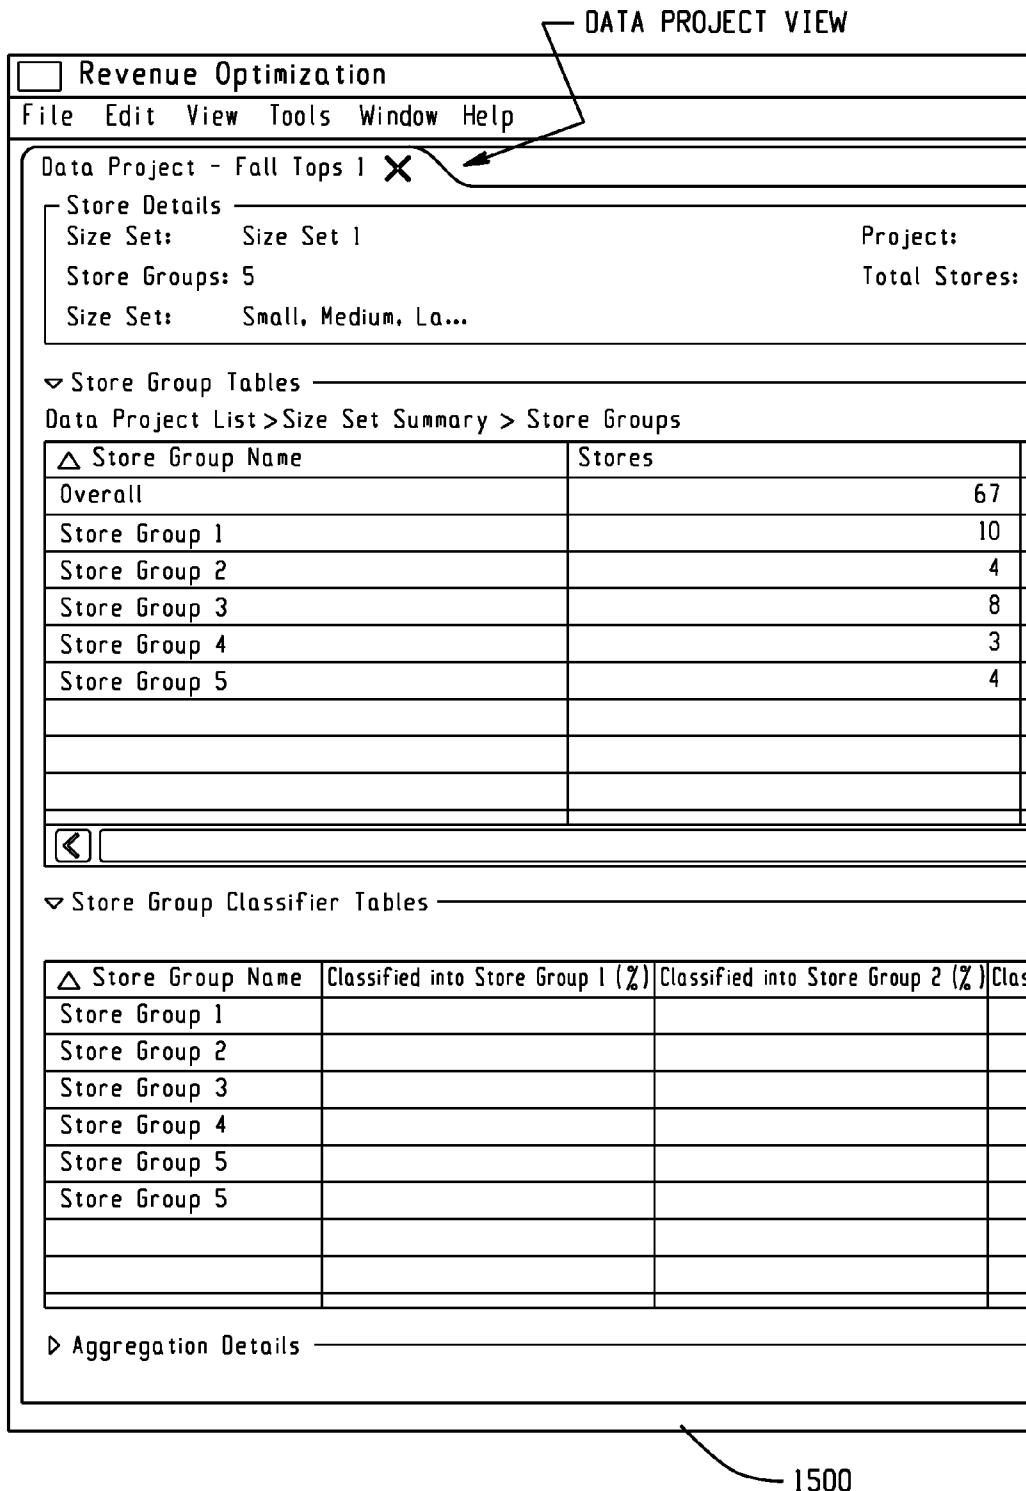 DATA PROJECT VIEW
Revenue Optimization
File Edit View Tools Window Help
Data Project - Fall Tops 1
Store Details
Size Set: Size Set 1 Project:
Store Groups: 5 Total Stores:
Size Set: Small, Medium, La...
Store Group Tables
Data Project List > Size Set Summary > Store Groups
Store Group Name Stores
Overall 67
Store Group 1 10
Store Group 2 4
Store Group 3 8
Store Group 4 3
Store Group 5 4
Store Group Classifier Tables
Store Group Name Classified into Store Group 1 (%) Classified into Store Group 2 (%) Clas
Store Group 1
Store Group 2
Store Group 3
Store Group 4
Store Group 5
Store Group 5
Aggregation Details
1500